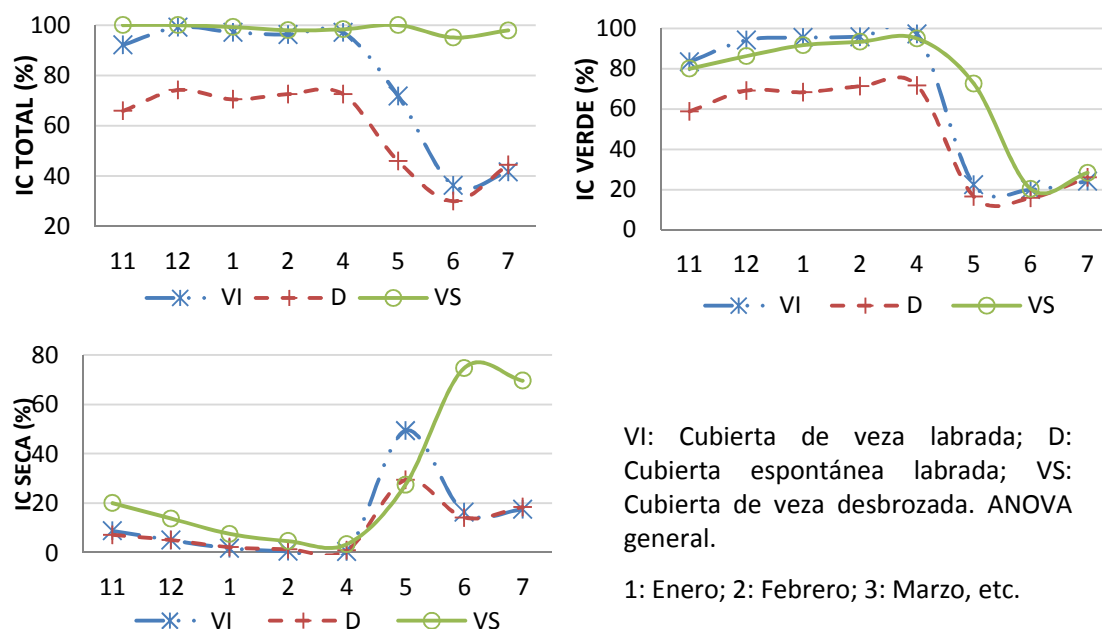 IC TOTAL (%)
100
80
60
40
20
11 12 1 2 4 5 6 7
VI D VS
IC VERDE (%)
100
80
60
40
20
0
11 12 1 2 4 5 6 7
VI D VS
IC SECA (%)
80
60
40
20
0
11 12 1 2 4 5 6 7
VI D VS
VI: Cubierta de veza labrada; D:
Cubierta espontánea labrada; VS:
Cubierta de veza desbrozada. ANOVA
general.
1: Enero; 2: Febrero; 3: Marzo, etc.